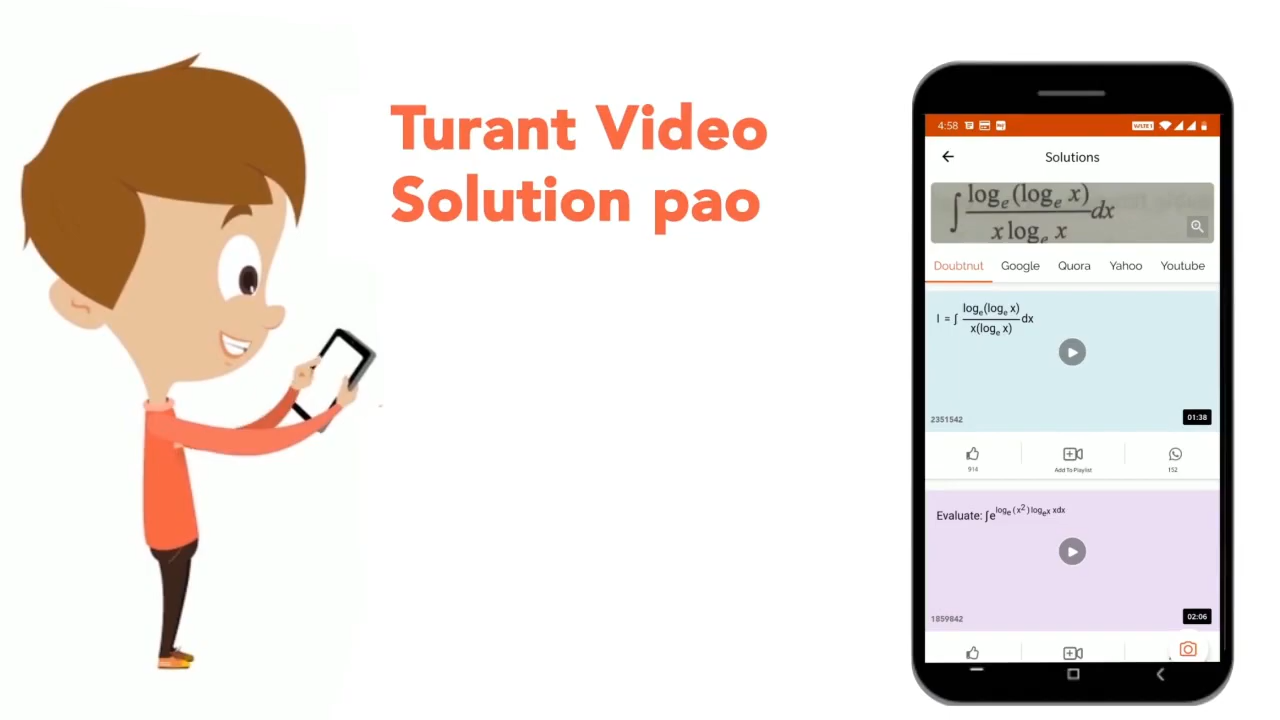 Turant Video
Solution pao
4:58
VoLTE1
Solutions
∫ logₑ(logₑ x) / x logₑ x dx
Doubtnut Google Quora Yahoo Youtube
I = ∫ logₑ(logₑ x) / x(logₑ x) dx
2351542 01:38
914 Add To Playlist 152
Evaluate: ∫e^logₑ(x²)logₑx xdx
1859842 02:06